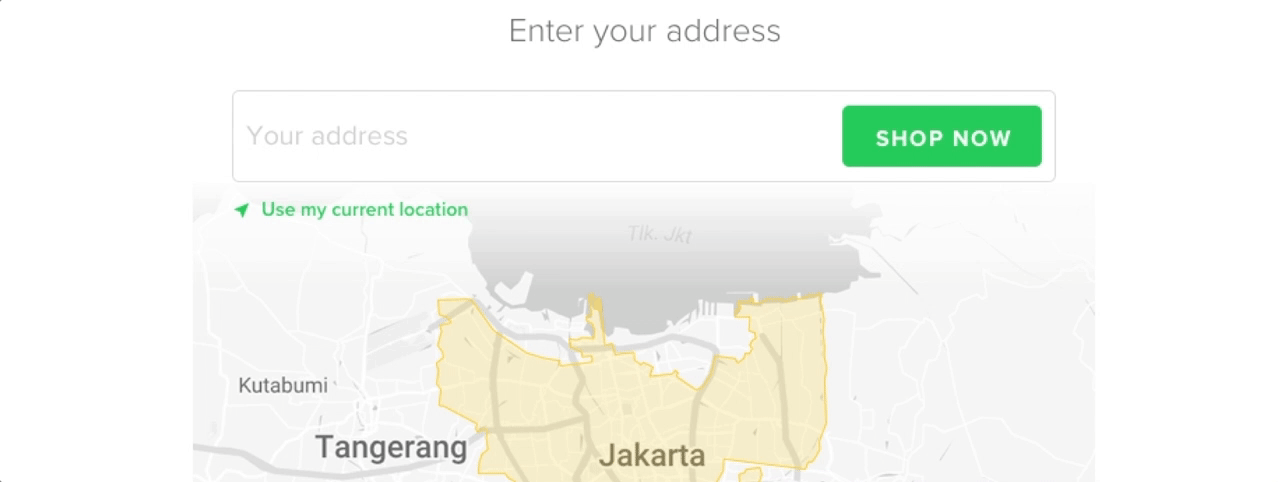 Enter your address
Your address
SHOP NOW
Use my current location
Tlk. Jkt
Kutabumi
Tangerang
Jakarta